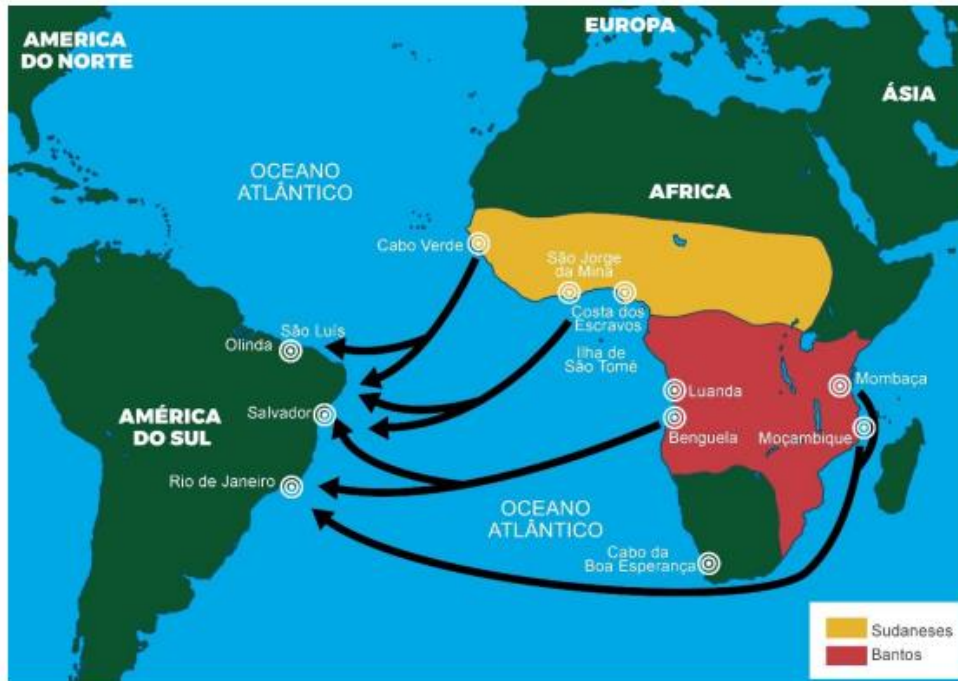 AMERICA
DO NORTE
EUROPA
ÁSIA
OCEANO
ATLÂNTICO
AFRICA
Cabo Verde
São Jorge
da Mina
Costa dos
Escravos
Ilha de
São Tomé
São Luís
Olinda
Luanda
Mombaça
AMÉRICA
DO SUL
Salvador
Benguela
Moçambique
Rio de Janeiro
OCEANO
ATLÂNTICO
Cabo da
Boa Esperança
Sudaneses
Bantos